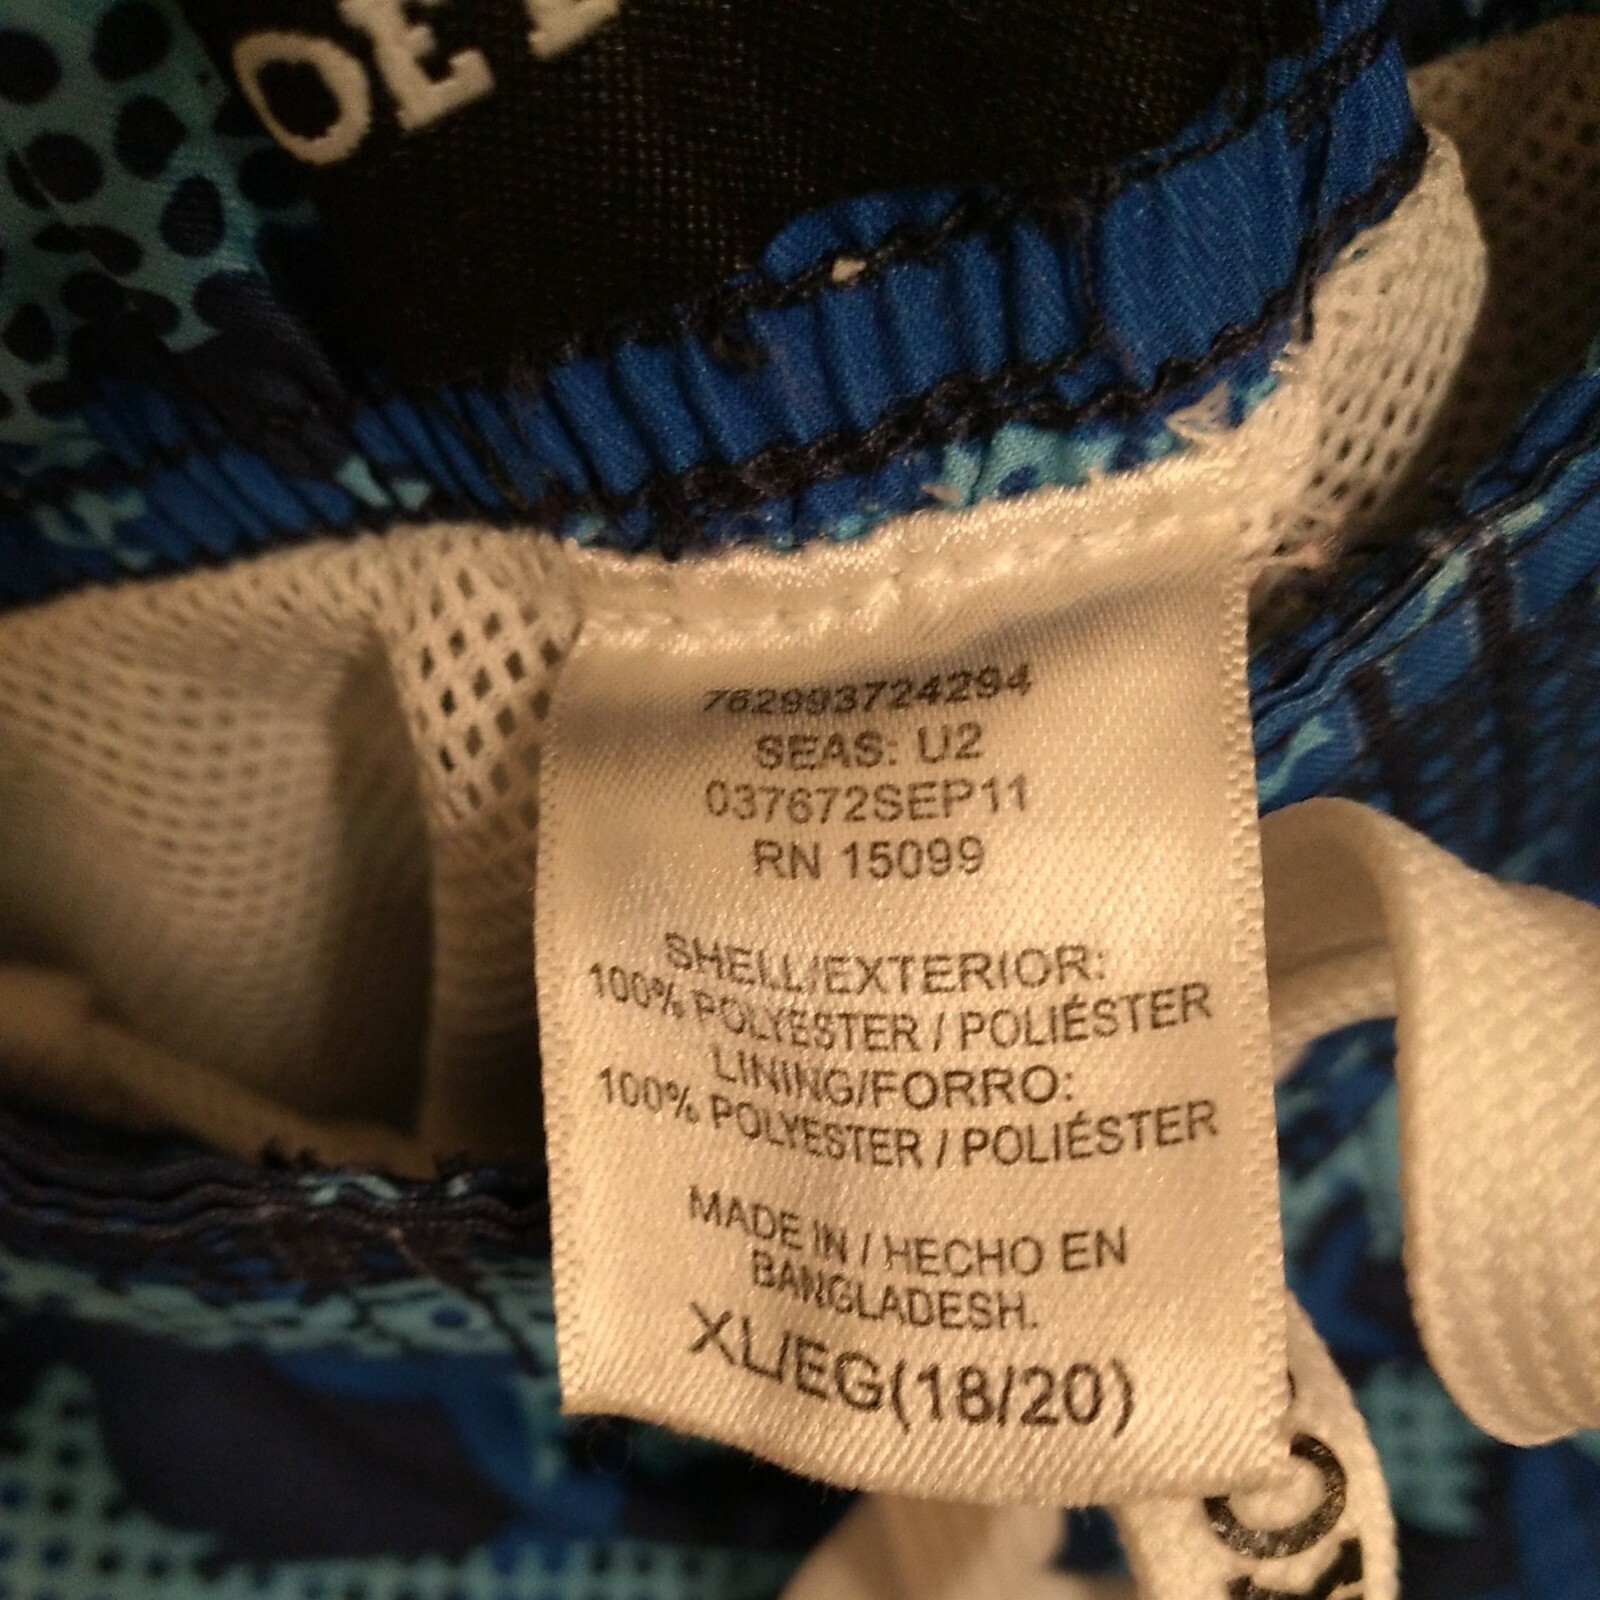 OE
762993724294
SEAS: U2
037672SEP11
RN 15099
SHELL/EXTERIOR:
100% POLYESTER / POLIÉSTER
LINING/FORRO:
100% POLYESTER / POLIÉSTER
MADE IN / HECHO EN
BANGLADESH.
XL/EG(18/20)